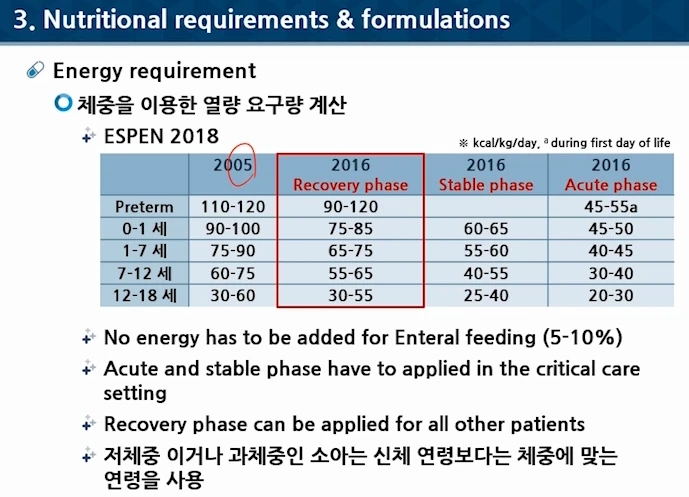 3. Nutritional requirements & formulations
Energy requirement
체중을 이용한 열량 요구량 계산
ESPEN 2018
※ kcal/kg/day, a during first day of life
2005 2016 2016 2016
Recovery phase Stable phase Acute phase
Preterm 110-120 90-120 45-55a
0-1 세 90-100 75-85 60-65 45-50
1-7 세 75-90 65-75 55-60 40-45
7-12 세 60-75 55-65 40-55 30-40
12-18 세 30-60 30-55 25-40 20-30
No energy has to be added for Enteral feeding (5-10%)
Acute and stable phase have to applied in the critical care
setting
Recovery phase can be applied for all other patients
저체중 이거나 과체중인 소아는 신체 연령보다는 체중에 맞는
연령을 사용